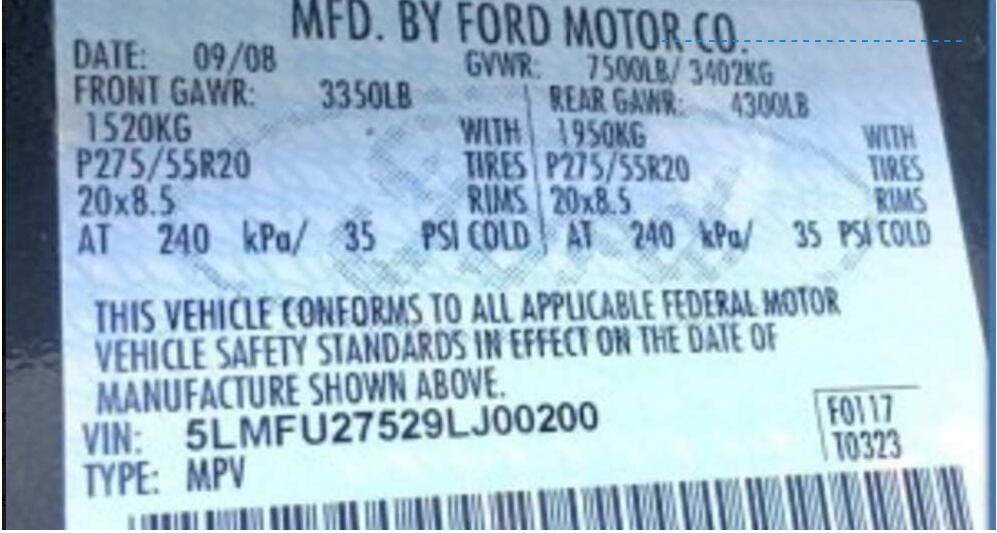 MFD. BY FORD MOTOR CO.
DATE: 09/08 GVWR: 7500LB/ 3402KG
FRONT GAWR: 3350LB REAR GAWR: 4300LB
1520KG WITH 1950KG WITH
P275/55R20 TIRES P275/55R20 TIRES
20x8.5 RIMS 20x8.5 RIMS
AT 240 kPa/ 35 PSI COLD AT 240 kPa/ 35 PSI COLD
THIS VEHICLE CONFORMS TO ALL APPLICABLE FEDERAL MOTOR
VEHICLE SAFETY STANDARDS IN EFFECT ON THE DATE OF
MANUFACTURE SHOWN ABOVE.
VIN: 5LMFU27529LJ00200 F0117
TYPE: MPV T0323